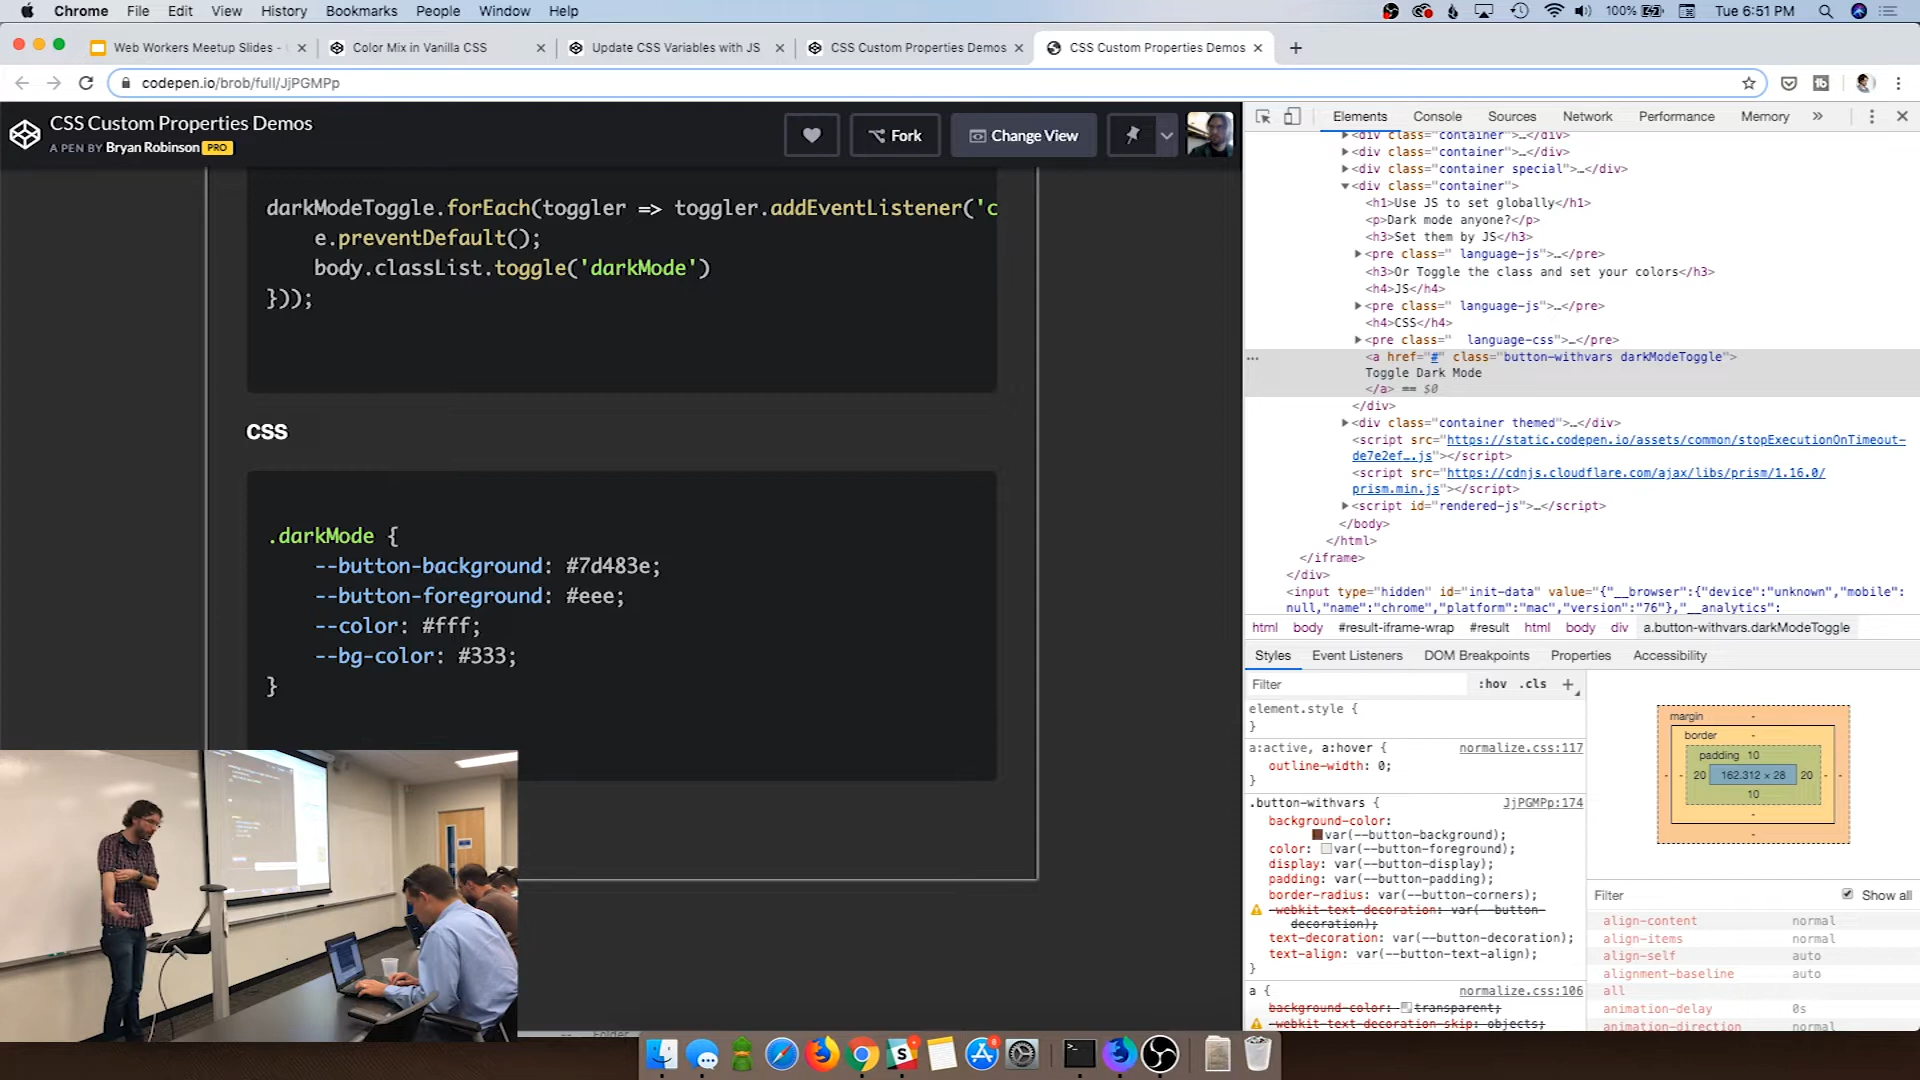 Chrome File Edit View History Bookmarks People Window Help
100% Tue 6:51 PM
Web Workers Meetup Slides -
Color Mix in Vanilla CSS
Update CSS Variables with JS
CSS Custom Properties Demos
CSS Custom Properties Demos
codepen.io/brob/full/JjPGMPp
CSS Custom Properties Demos
A PEN BY Bryan Robinson PRO
Fork
Change View
darkModeToggle.forEach(toggler => toggler.addEventListener('c
e.preventDefault();
body.classList.toggle('darkMode')
}));
CSS
.darkMode {
--button-background: #7d483e;
--button-foreground: #eee;
--color: #fff;
--bg-color: #333;
}
Elements Console Sources Network Performance Memory »
<div class="container">…</div>
<div class="container">…</div>
<div class="container special">…</div>
<div class="container">
<h1>Use JS to set globally</h1>
<p>Dark mode anyone?</p>
<h3>Set them by JS</h3>
<pre class=" language-js">…</pre>
<h3>Or Toggle the class and set your colors</h3>
<h4>JS</h4>
<pre class=" language-js">…</pre>
<h4>CSS</h4>
<pre class="  language-css">…</pre>
<a href="#" class="button-withvars darkModeToggle">
Toggle Dark Mode
</a> == $0
</div>
<div class="container themed">…</div>
<script src="https://static.codepen.io/assets/common/stopExecutionOnTimeout-
de7e2ef….js"></script>
<script src="https://cdnjs.cloudflare.com/ajax/libs/prism/1.16.0/
prism.min.js"></script>
<script id="rendered-js">…</script>
</body>
</html>
</iframe>
</div>
<input type="hidden" id="init-data" value="{"__browser":{"device":"unknown","mobile":
null,"name":"chrome","platform":"mac","version":"76"},"__analytics":
html body #result-iframe-wrap #result html body div a.button-withvars.darkModeToggle
Styles Event Listeners DOM Breakpoints Properties Accessibility
Filter :hov .cls +
element.style {
}
a:active, a:hover { normalize.css:117
outline-width: 0;
}
.button-withvars { JjPGMPp:174
background-color:
var(--button-background);
color: var(--button-foreground);
display: var(--button-display);
padding: var(--button-padding);
border-radius: var(--button-corners);
-webkit-text-decoration: var(--button-
decoration);
text-decoration: var(--button-decoration);
text-align: var(--button-text-align);
}
a { normalize.css:106
background-color: transparent;
-webkit-text-decoration-skip: objects;
margin -
border -
padding 10
- - 20 162.312 × 28 20 - -
10
-
-
Filter Show all
align-content normal
align-items normal
align-self auto
alignment-baseline auto
all
animation-delay 0s
animation-direction normal
Folder